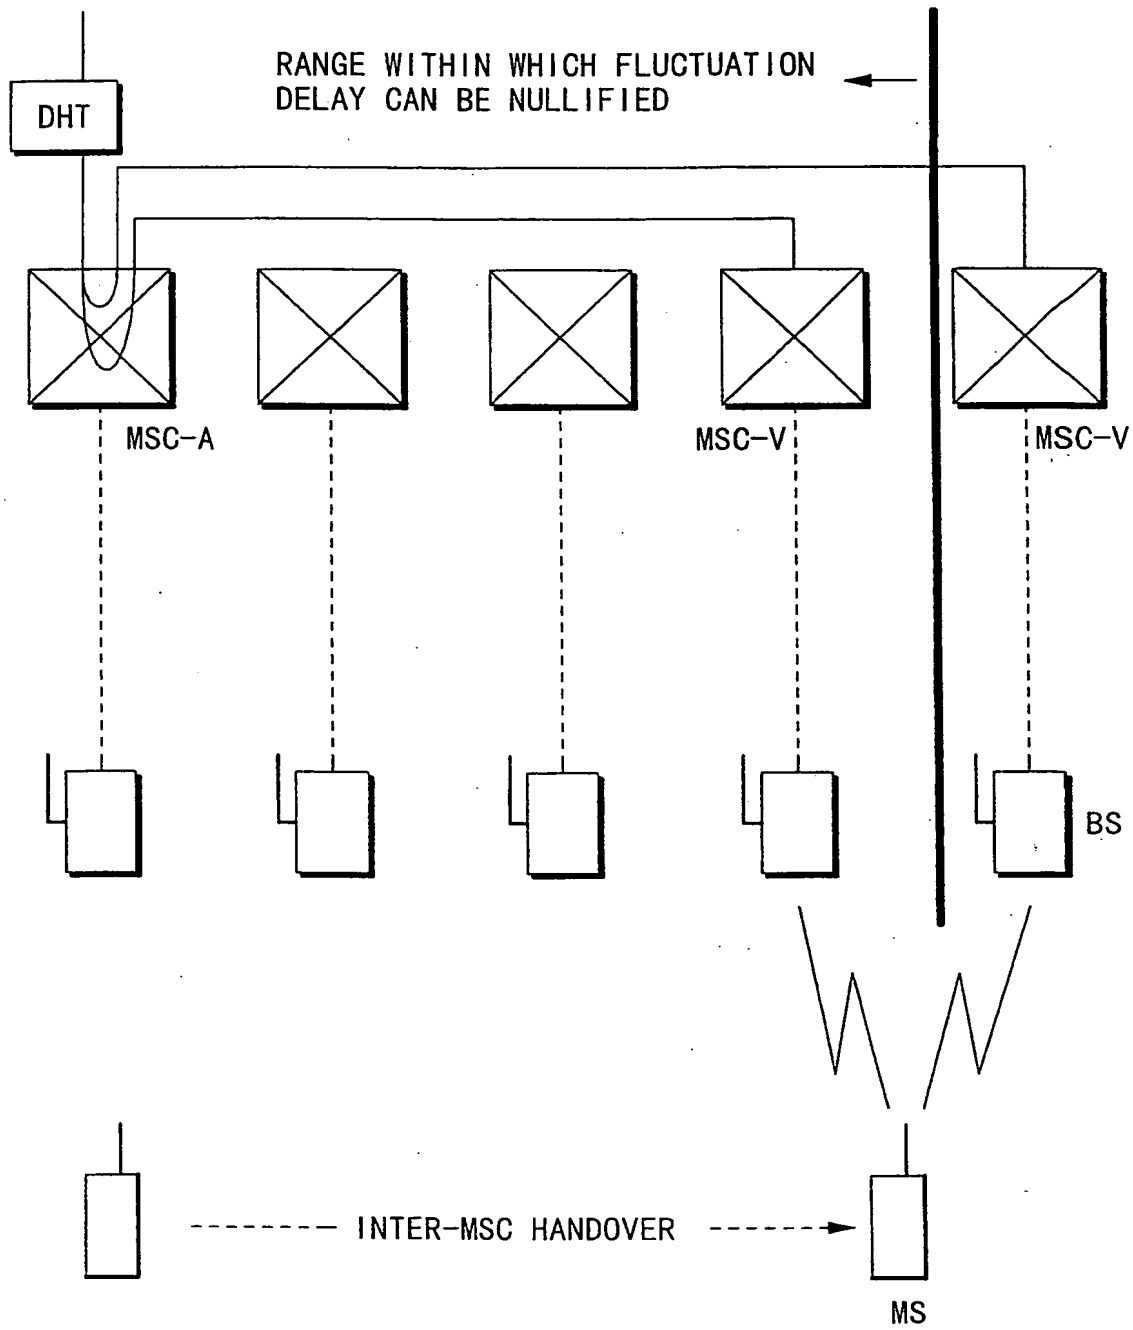 RANGE WITHIN WHICH FLUCTUATION
DELAY CAN BE NULLIFIED
DHT
MSC-A
MSC-V
MSC-V
BS
INTER-MSC HANDOVER
MS